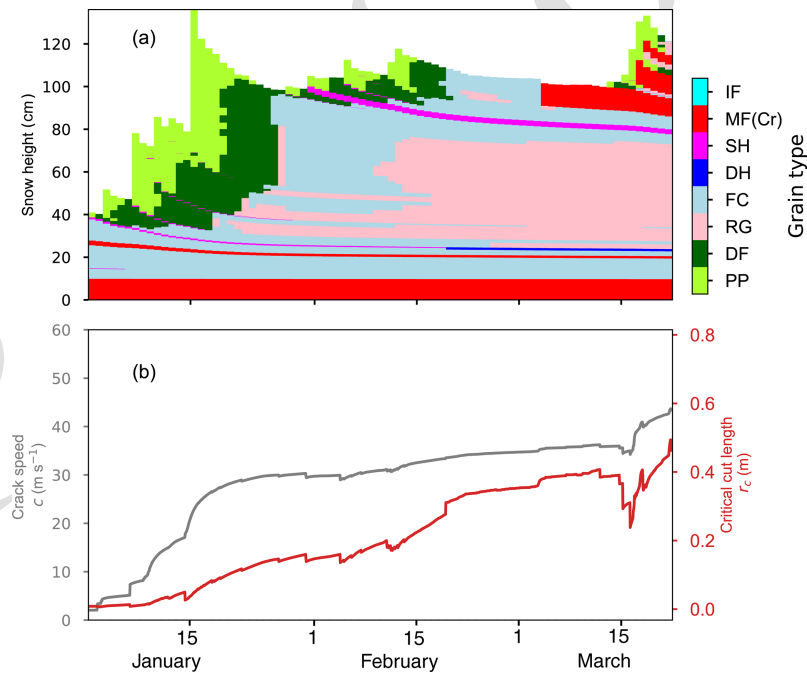 (a)
120
100
80
60
40
20
0
Snow height (cm)
IF
MF(Cr)
SH
DH
FC
RG
DF
PP
Grain type
(b)
60
50
40
30
20
10
0
Crack speed
c (m s⁻¹)
0.8
0.6
0.4
0.2
0.0
Critical cut length
r_c (m)
15 1 15 1 15
January February March